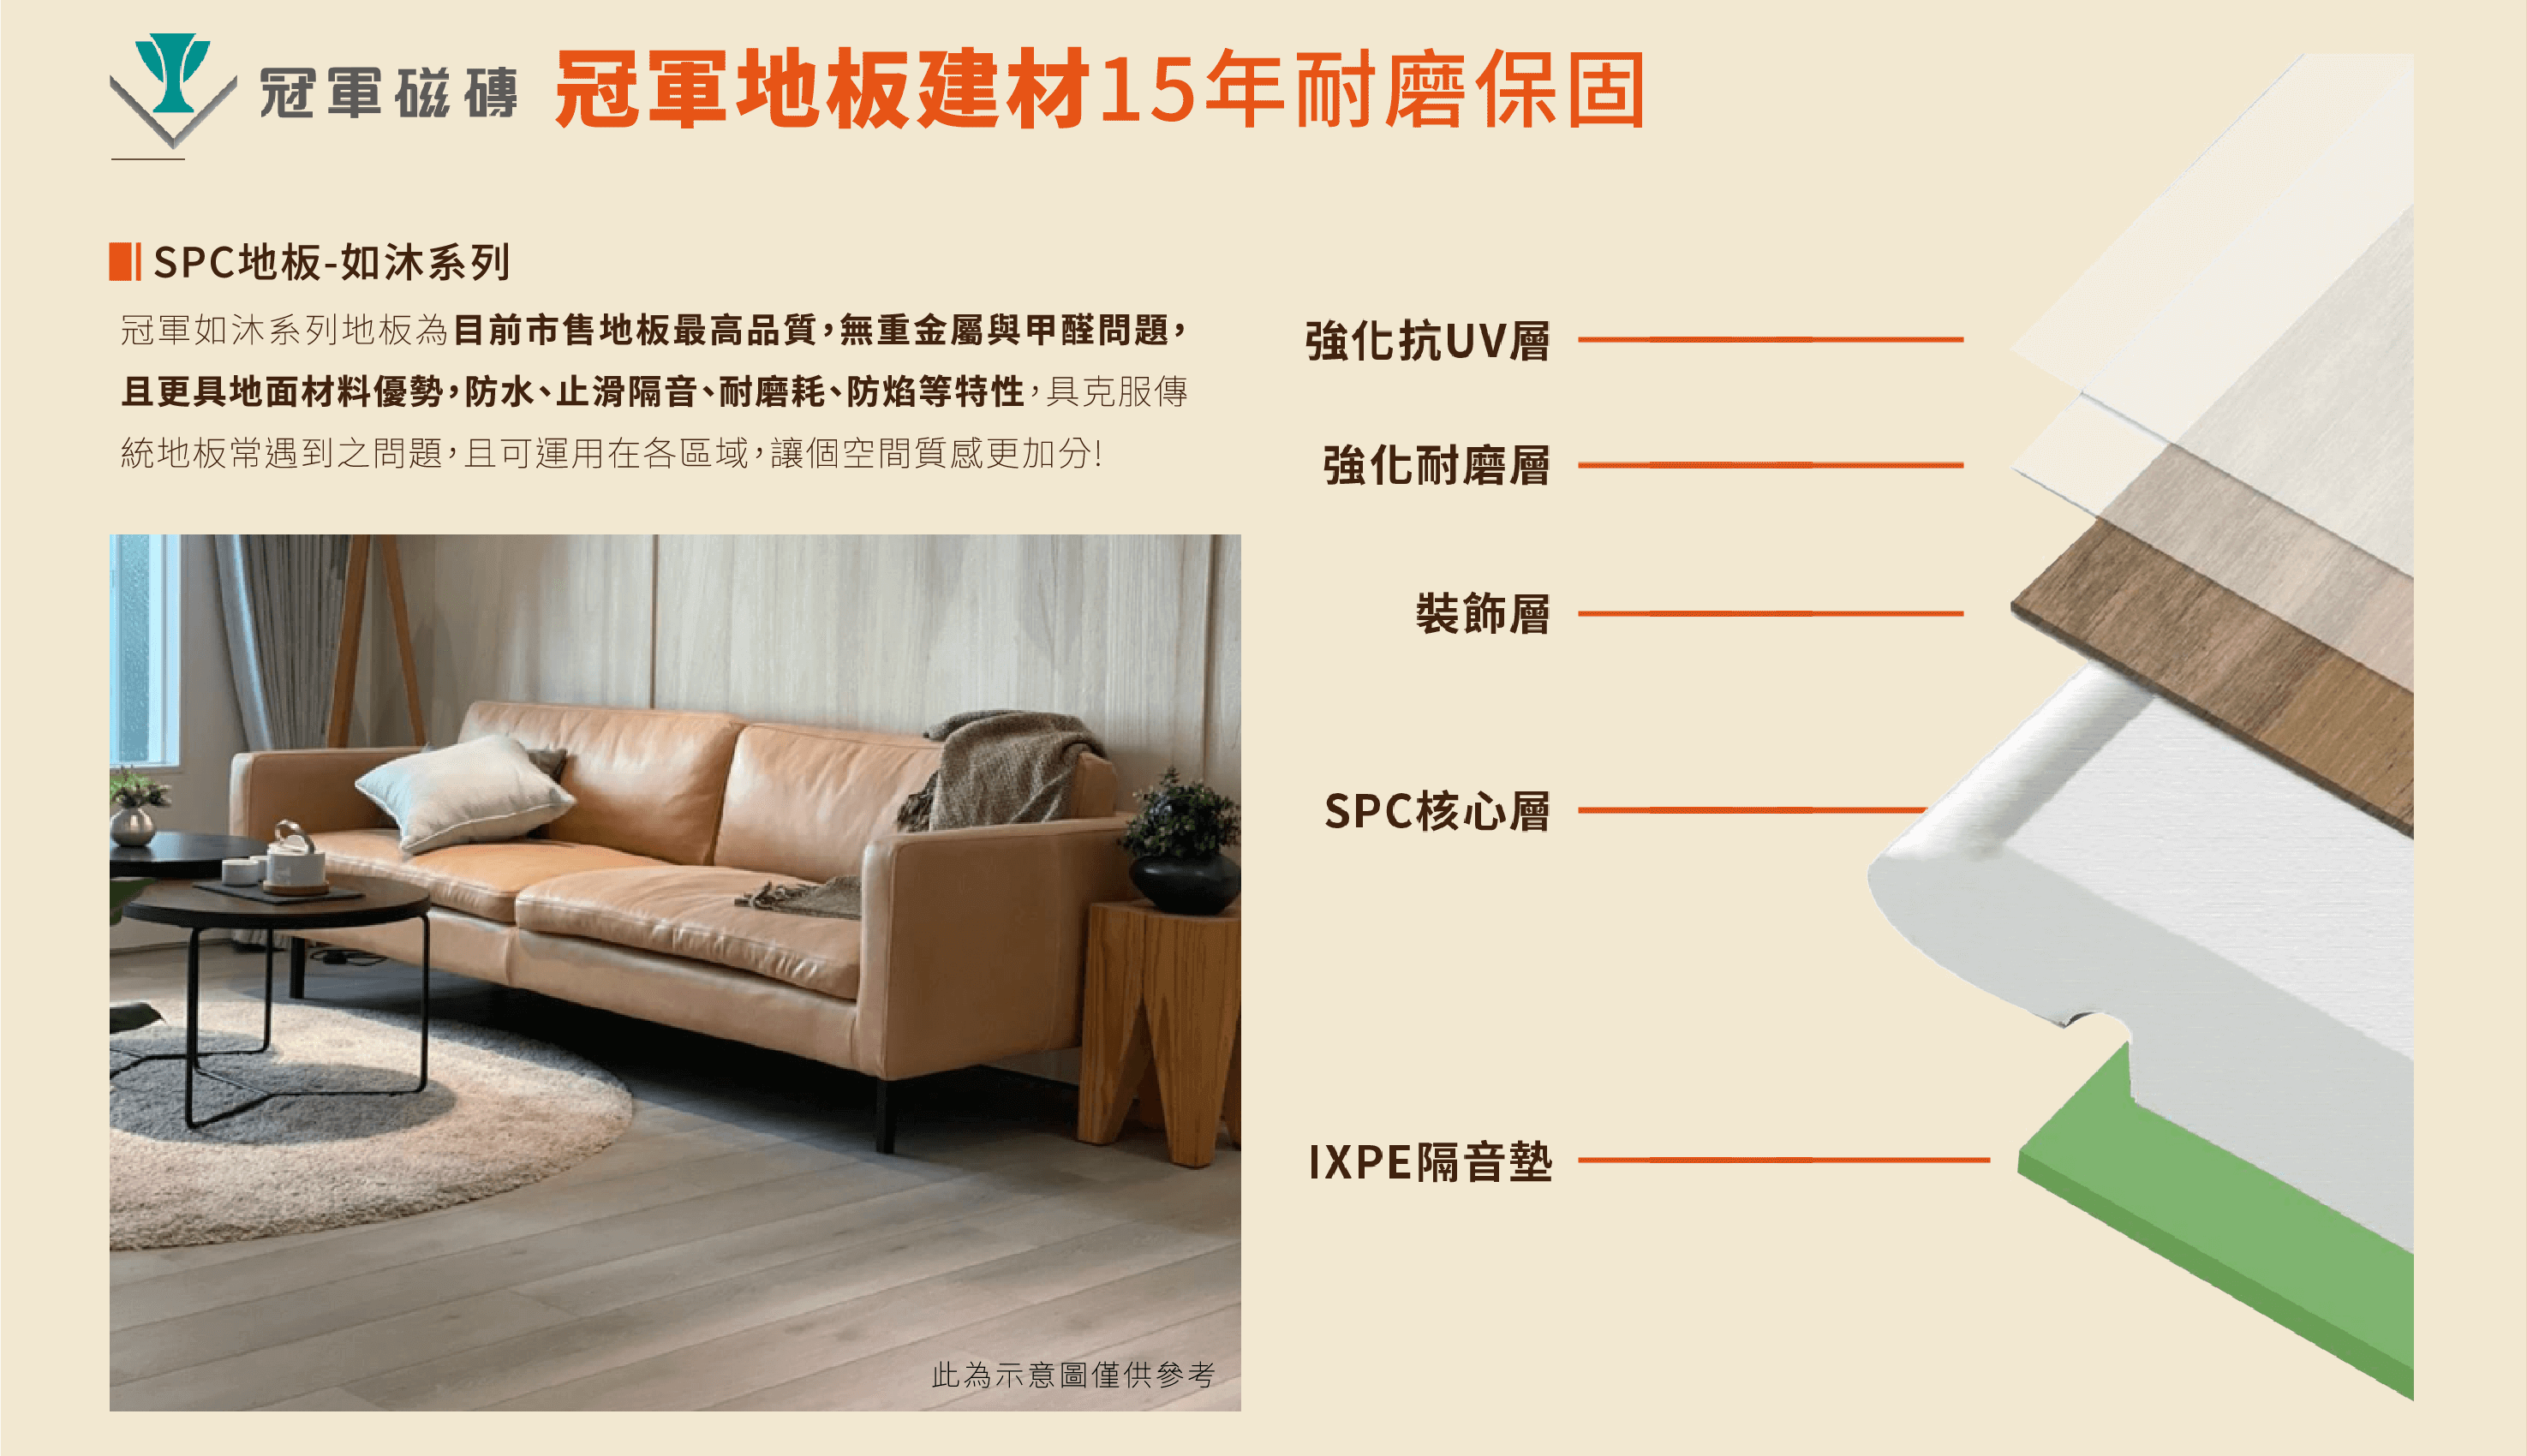 冠軍磁磚 冠軍地板建材15年耐磨保固
SPC地板-如沐系列
冠軍如沐系列地板為目前市售地板最高品質，無重金屬與甲醛問題，
且更具地面材料優勢，防水、止滑隔音、耐磨耗、防焰等特性，具克服傳
統地板常遇到之問題，且可運用在各區域，讓個空間質感更加分！
強化抗UV層
強化耐磨層
裝飾層
SPC核心層
IXPE隔音墊
此為示意圖僅供參考